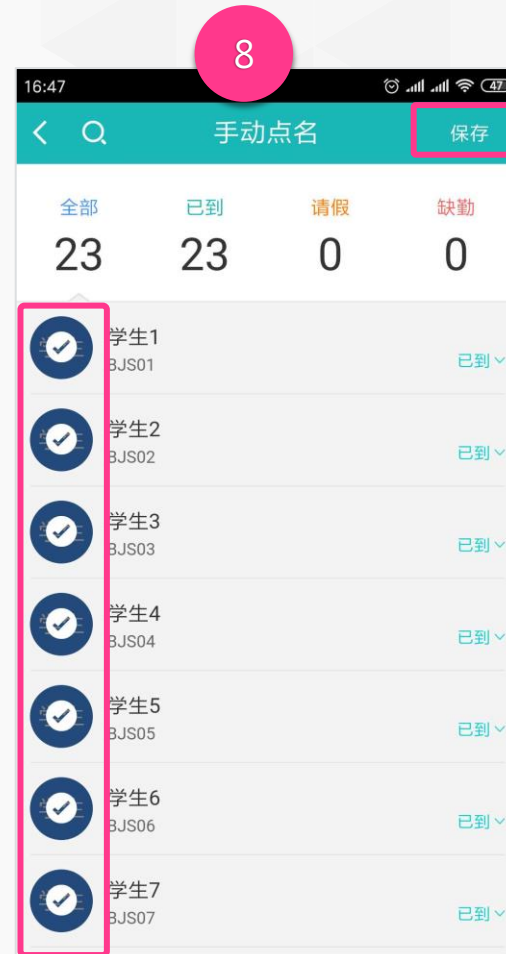 8
16:47 47
手动点名 保存
全部 已到 请假 缺勤
23 23 0 0
学生1
BJS01 已到
学生2
BJS02 已到
学生3
BJS03 已到
学生4
BJS04 已到
学生5
BJS05 已到
学生6
BJS06 已到
学生7
BJS07 已到